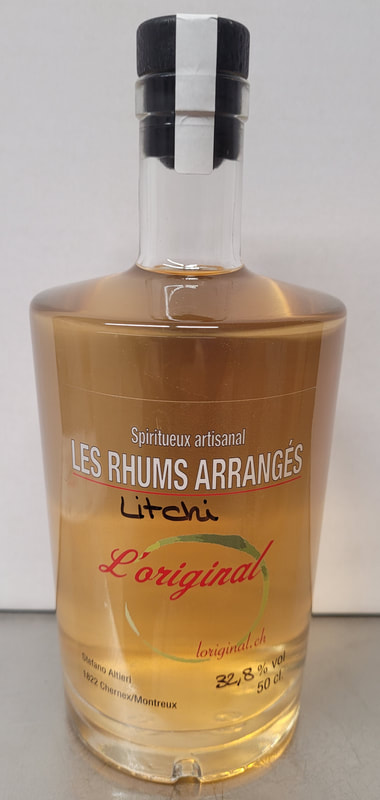 Spiritueux artisanal
LES RHUMS ARRANGÉS
Litchi
L'original
loriginal.ch
Stefano Altieri
1822 Chernex/Montreux
32,8 % vol
50 cl.